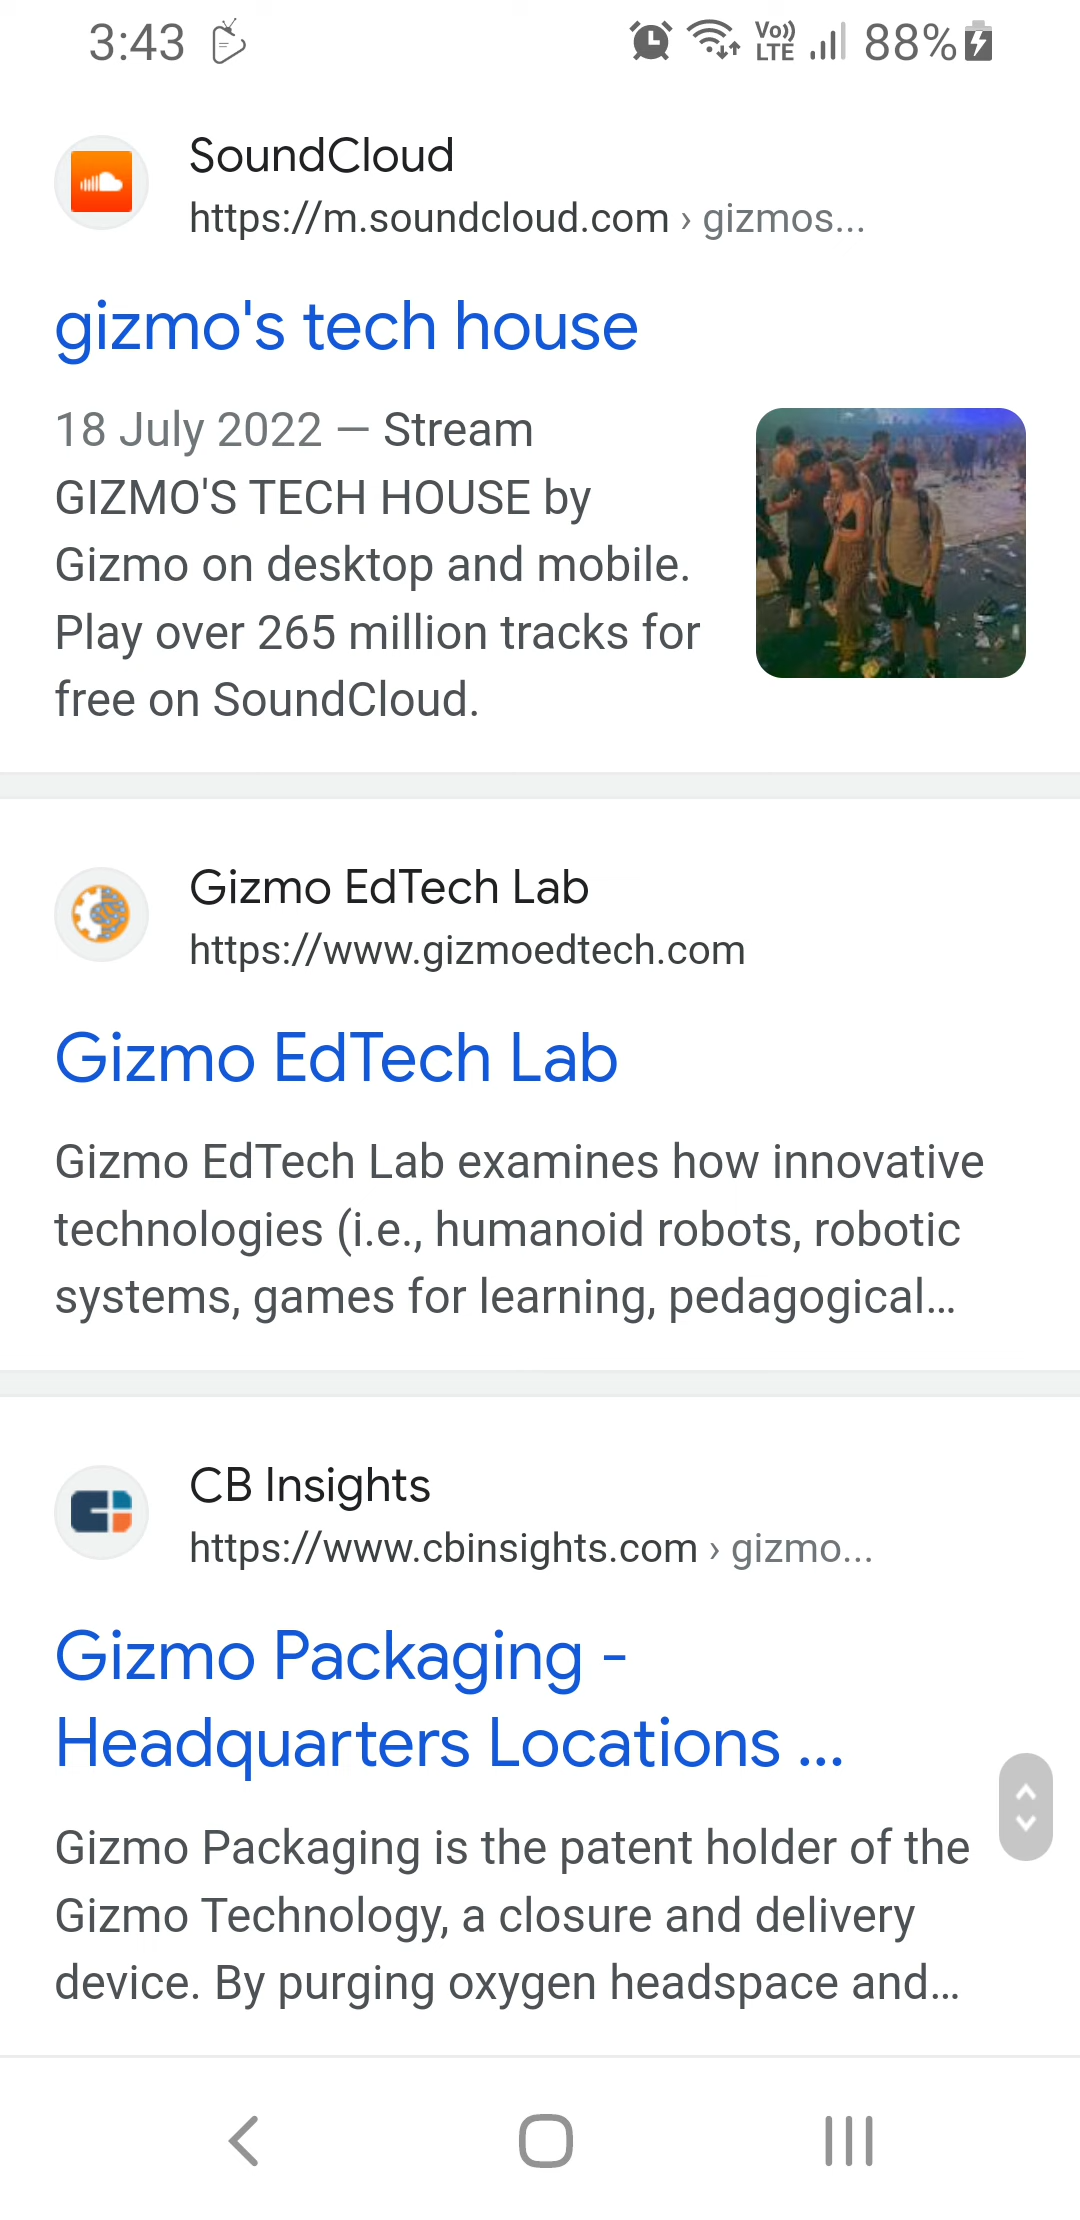 3:43 Vo)) LTE 88%
SoundCloud
https://m.soundcloud.com › gizmos...
gizmo's tech house
18 July 2022 — Stream
GIZMO'S TECH HOUSE by
Gizmo on desktop and mobile.
Play over 265 million tracks for
free on SoundCloud.
Gizmo EdTech Lab
https://www.gizmoedtech.com
Gizmo EdTech Lab
Gizmo EdTech Lab examines how innovative
technologies (i.e., humanoid robots, robotic
systems, games for learning, pedagogical...
CB Insights
https://www.cbinsights.com › gizmo...
Gizmo Packaging -
Headquarters Locations ...
Gizmo Packaging is the patent holder of the
Gizmo Technology, a closure and delivery
device. By purging oxygen headspace and...